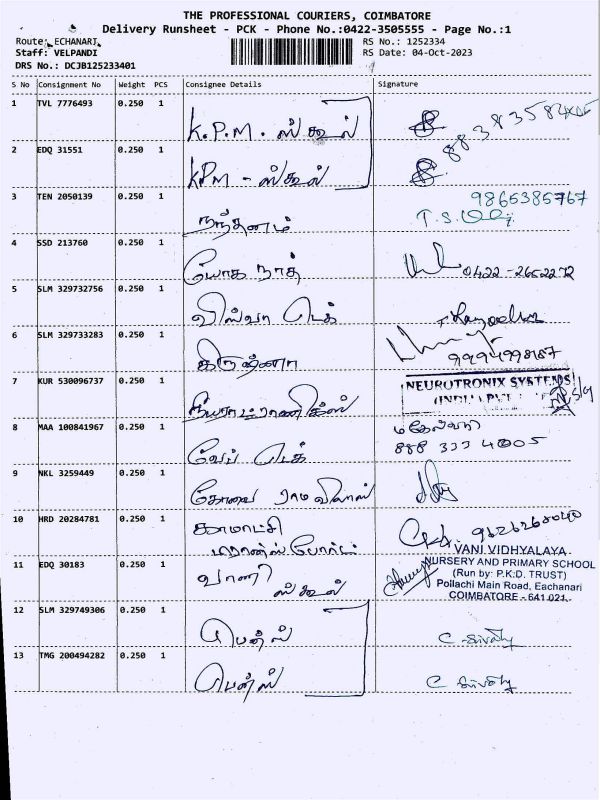 THE PROFESSIONAL COURIERS, COIMBATORE
Delivery Runsheet - PCK - Phone No.:0422-3505555 - Page No.:1
Route: ECHANARI RS No.: 1252334
Staff: VELPANDI RS Date: 04-Oct-2023
DRS No.: DCJB125233401
S No Consignment No Weight PCS Consignee Details Signature
1 TVL 7776493 0.250 1 K.P.M. ஸ்கூல்
2 EDQ 31551 0.250 1 KPM - ஸ்கூல்
3 TEN 2050139 0.250 1 நந்தனம் 9865385767
4 SSD 213760 0.250 1 யோக நாத் 0422-2652272
5 SLM 329732756 0.250 1 வில்வா டெக்
6 SLM 329733283 0.250 1 கிருஷ்ணா
7 KUR 530096737 0.250 1 NEUROTRONIX SYSTEMS
8 MAA 100841967 0.250 1 வேப் டெக் மகேஸ்வரி
888 333 4005
9 NKL 3259449 0.250 1 கோவை ராமவிலாஸ்
10 HRD 20284781 0.250 1 காமாட்சி
டிரான்ஸ்போர்ட்
11 EDQ 30183 0.250 1 வாணி ஸ்கூல்
VANI VIDHYALAYA
NURSERY AND PRIMARY SCHOOL
(Run by: P.K.D. TRUST)
Pollachi Main Road, Eachanari
COIMBATORE - 641 021.
12 SLM 329749306 0.250 1 பென்ஸ்
13 TMG 200494282 0.250 1 பென்ஸ்